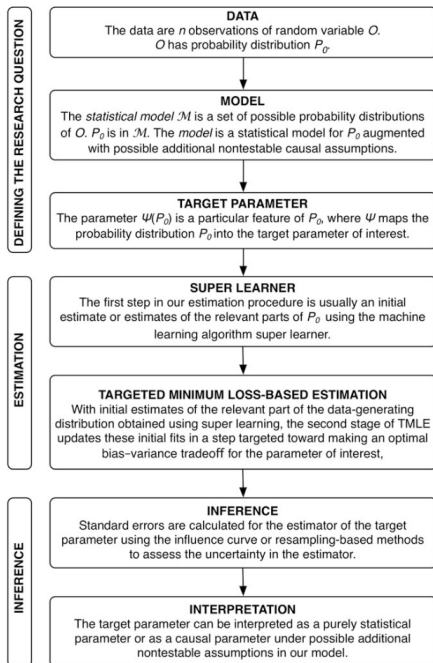 DEFINING THE RESEARCH QUESTION
DATA
The data are n observations of random variable O.
O has probability distribution P0.
MODEL
The statistical model ℳ is a set of possible probability distributions
of O. P0 is in ℳ. The model is a statistical model for P0 augmented
with possible additional nontestable causal assumptions.
TARGET PARAMETER
The parameter Ψ(P0) is a particular feature of P0, where Ψ maps the
probability distribution P0 into the target parameter of interest.
ESTIMATION
SUPER LEARNER
The first step in our estimation procedure is usually an initial
estimate or estimates of the relevant parts of P0 using the machine
learning algorithm super learner.
TARGETED MINIMUM LOSS-BASED ESTIMATION
With initial estimates of the relevant part of the data-generating
distribution obtained using super learning, the second stage of TMLE
updates these initial fits in a step targeted toward making an optimal
bias–variance tradeoff for the parameter of interest,
INFERENCE
INFERENCE
Standard errors are calculated for the estimator of the target
parameter using the influence curve or resampling-based methods
to assess the uncertainty in the estimator.
INTERPRETATION
The target parameter can be interpreted as a purely statistical
parameter or as a causal parameter under possible additional
nontestable assumptions in our model.